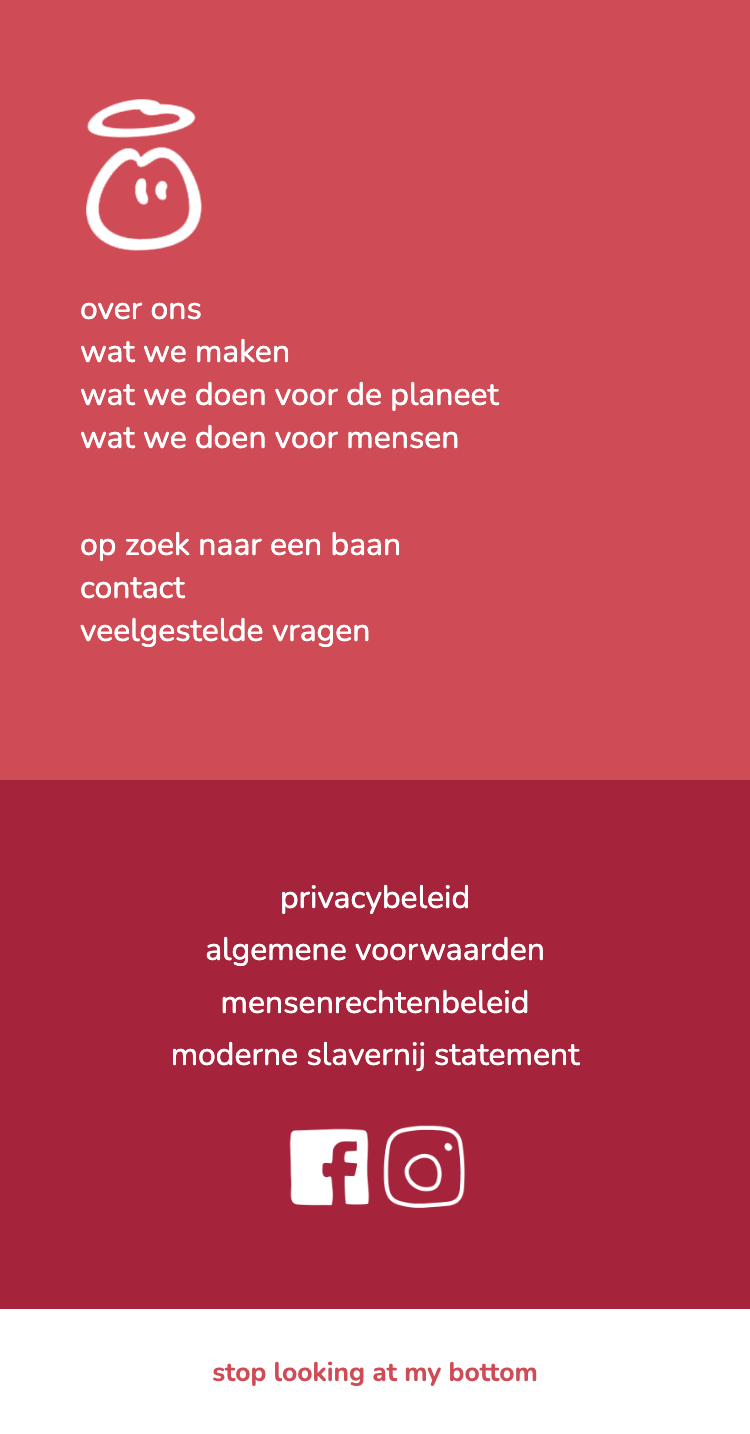 over ons
wat we maken
wat we doen voor de planeet
wat we doen voor mensen
op zoek naar een baan
contact
veelgestelde vragen
privacybeleid
algemene voorwaarden
mensenrechtenbeleid
moderne slavernij statement
stop looking at my bottom